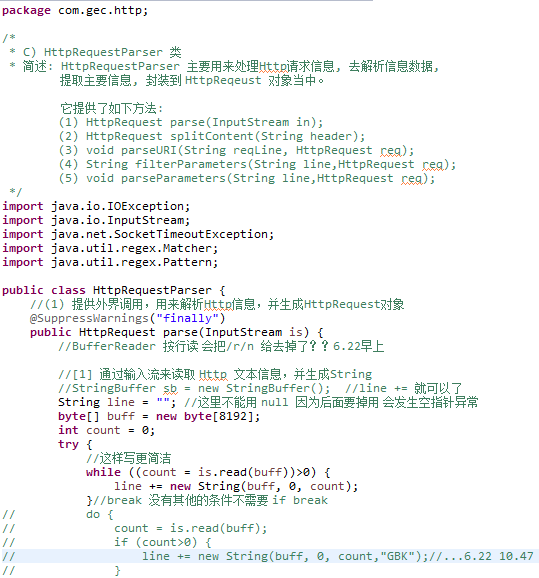 package com.gec.http;
/*
 * C) HttpRequestParser 类
 * 简述: HttpRequestParser 主要用来处理Http请求信息, 去解析信息数据,
提取主要信息, 封装到 HttpReqeust 对象当中。
它提供了如下方法:
(1) HttpRequest parse(InputStream in);
(2) HttpRequest splitContent(String header);
(3) void parseURI(String reqLine, HttpRequest req);
(4) String filterParameters(String line,HttpRequest req);
(5) void parseParameters(String line,HttpRequest req);
 */
import java.io.IOException;
import java.io.InputStream;
import java.net.SocketTimeoutException;
import java.util.regex.Matcher;
import java.util.regex.Pattern;
public class HttpRequestParser {
//(1) 提供外界调用，用来解析Http信息，并生成HttpRequest对象
@SuppressWarnings("finally")
public HttpRequest parse(InputStream is) {
//BufferReader 按行读 会把/r/n 给去掉了？？6.22早上
//[1] 通过输入流来读取 Http 文本信息，并生成String
//StringBuffer sb = new StringBuffer();  //line += 就可以了
String line = ""; //这里不能用 null 因为后面要掉用 会发生空指针异常
byte[] buff = new byte[8192];
int count = 0;
try {
//这样写更简洁
while ((count = is.read(buff))>0) {
line += new String(buff, 0, count);
}//break 没有其他的条件不需要 if break
// do {
// count = is.read(buff);
// if (count>0) {
// line += new String(buff, 0, count,"GBK");//...6.22 10.47
// }